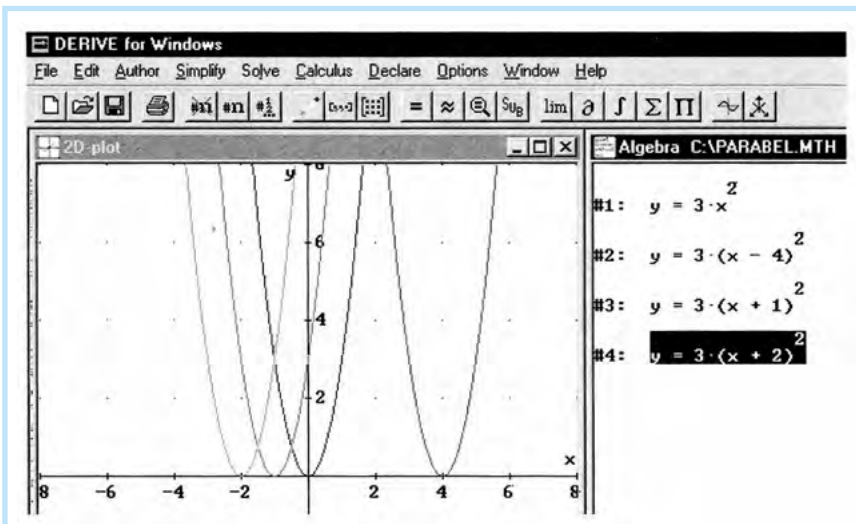 DERIVE for Windows
File Edit Author Simplify Solve Calculus Declare Options Window Help
= ≈ SUB lim ∂ ∫ Σ Π
2D-plot
Algebra C:\PARABEL.MTH
y
8
6
4
2
x
8 -6 -4 -2 2 4 6 8
#1: y = 3·x²
#2: y = 3·(x - 4)²
#3: y = 3·(x + 1)²
#4: y = 3·(x + 2)²